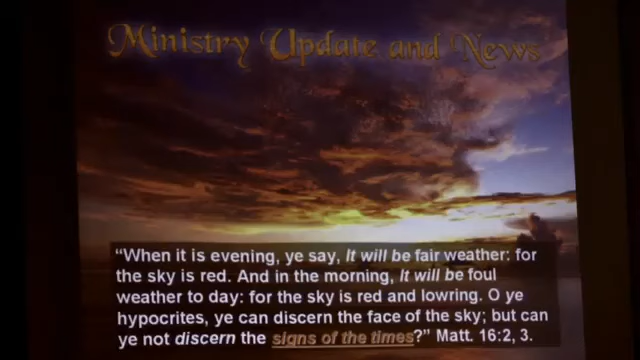 Ministry Update and News
“When it is evening, ye say, It will be fair weather: for
the sky is red. And in the morning, It will be foul
weather to day: for the sky is red and lowring. O ye
hypocrites, ye can discern the face of the sky; but can
ye not discern the signs of the times?” Matt. 16:2, 3.